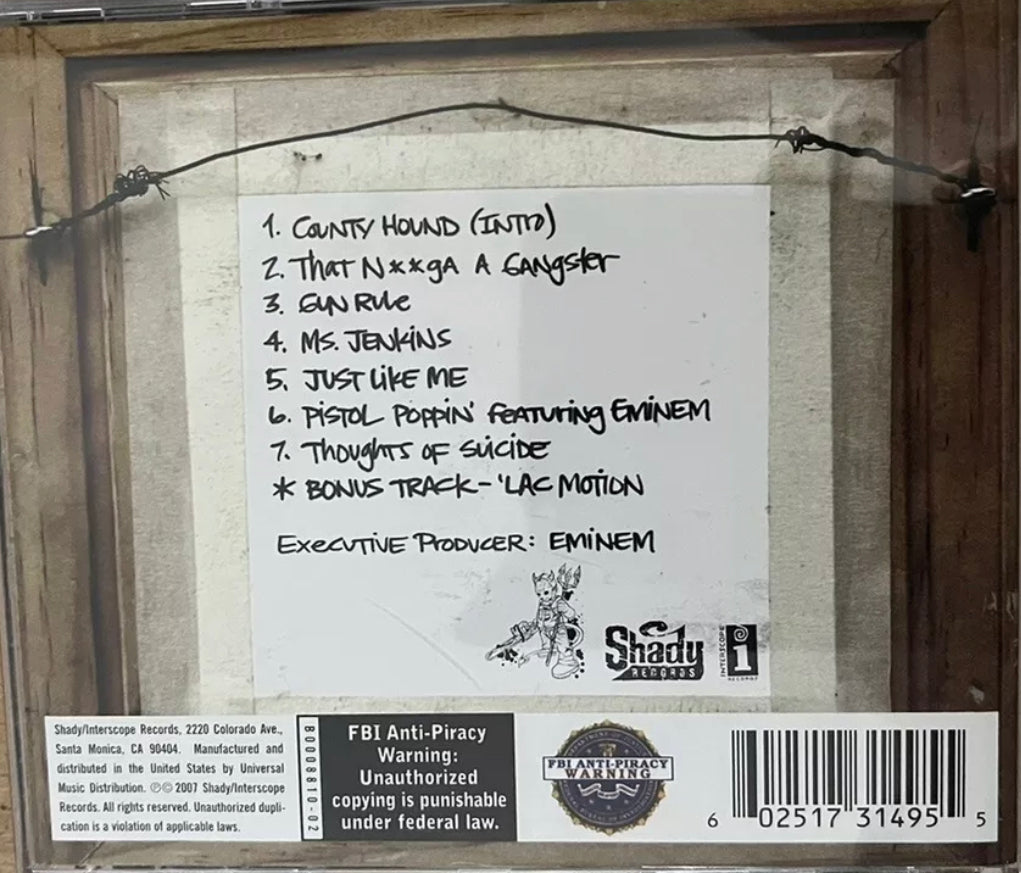 1. COUNTY HOUND (INTRO)
2. THAT N**gA A GANgSTER
3. GUN RULE
4. MS. JENKINS
5. JUST LIKE ME
6. PISTOL POPPIN' FEATURING EMINEM
7. THOUGHTS OF SUICIDE
* BONUS TRACK - 'LAC MOTION
EXECUTIVE PRODUCER: EMINEM
Shady
RECORDS
INTERSCOPE
i
RECORDS
Shady/Interscope Records, 2220 Colorado Ave.,
Santa Monica, CA 90404. Manufactured and
distributed in the United States by Universal
Music Distribution. ℗© 2007 Shady/Interscope
Records. All rights reserved. Unauthorized dupli-
cation is a violation of applicable laws.
B0008810-02
FBI Anti-Piracy
Warning:
Unauthorized
copying is punishable
under federal law.
FBI ANTI-PIRACY
WARNING
6 02517 31495 5